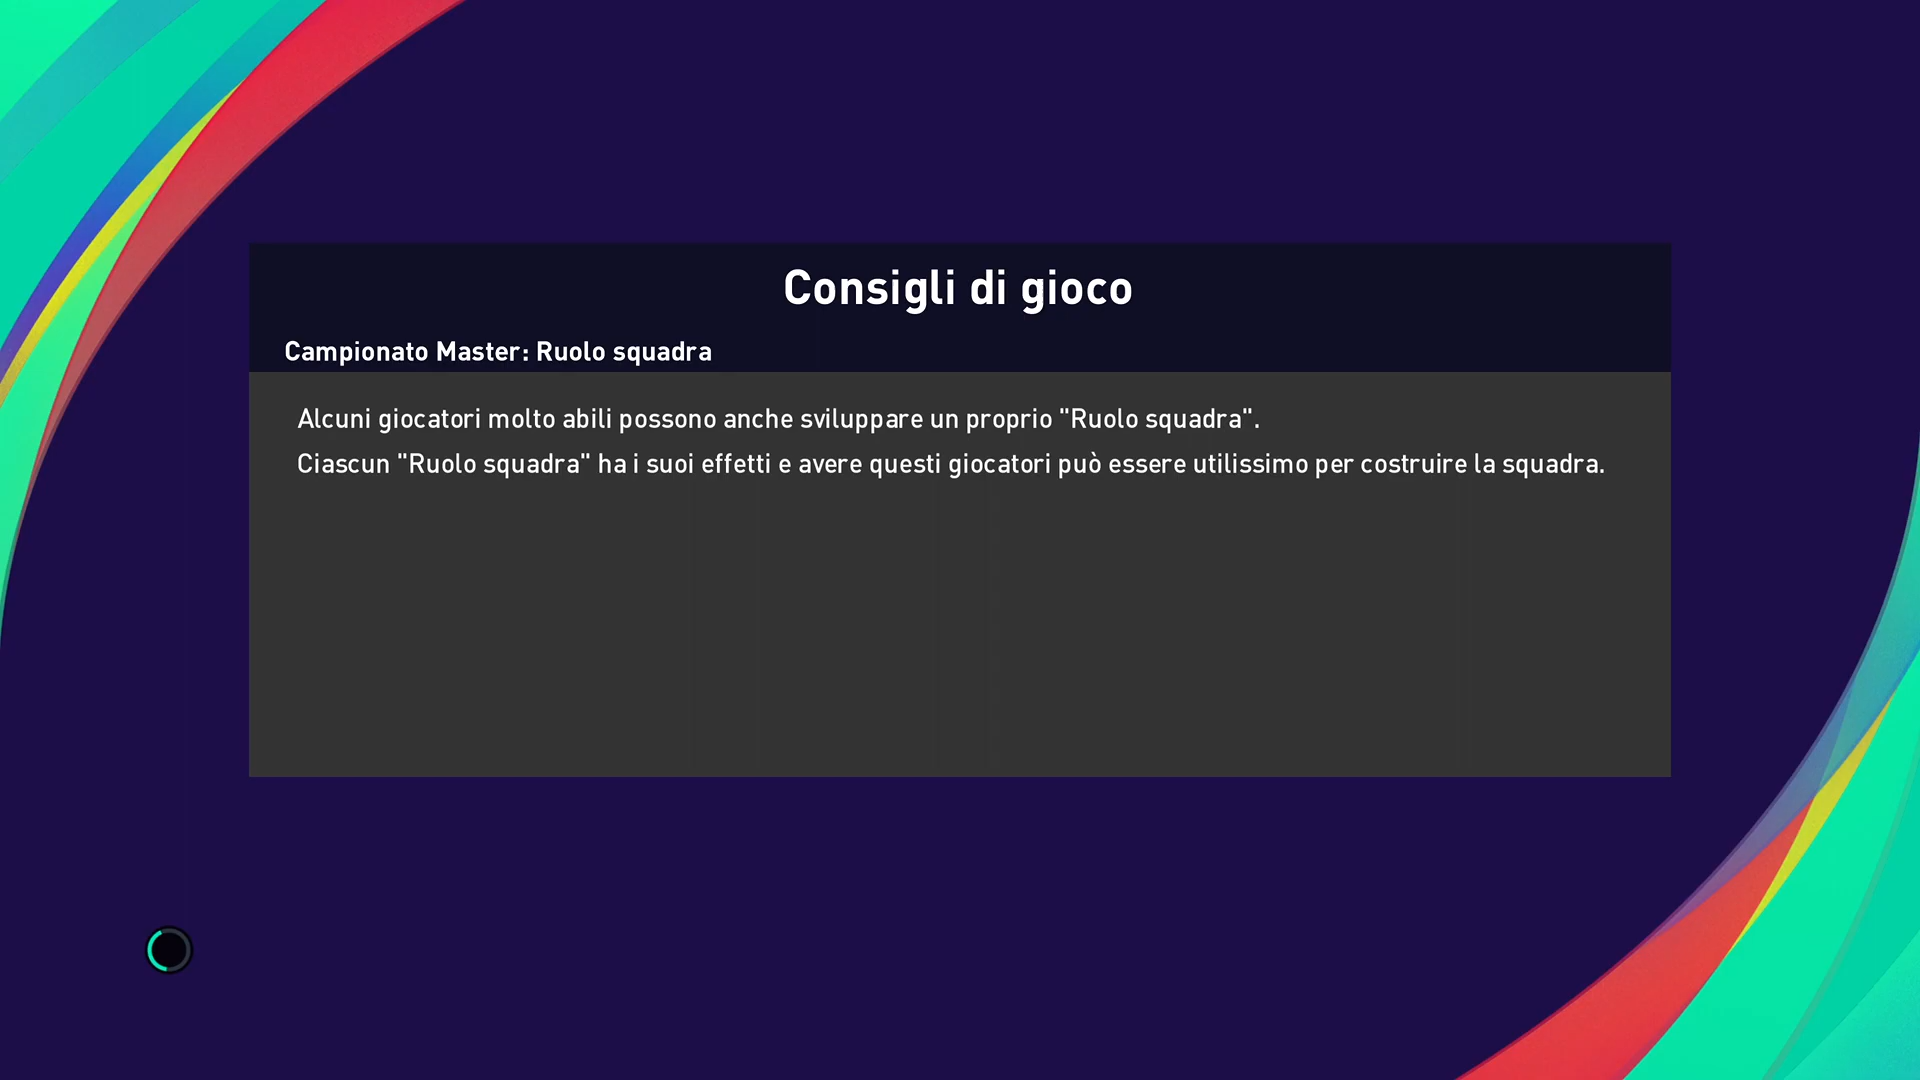 Consigli di gioco
Campionato Master: Ruolo squadra
Alcuni giocatori molto abili possono anche sviluppare un proprio "Ruolo squadra".
Ciascun "Ruolo squadra" ha i suoi effetti e avere questi giocatori può essere utilissimo per costruire la squadra.